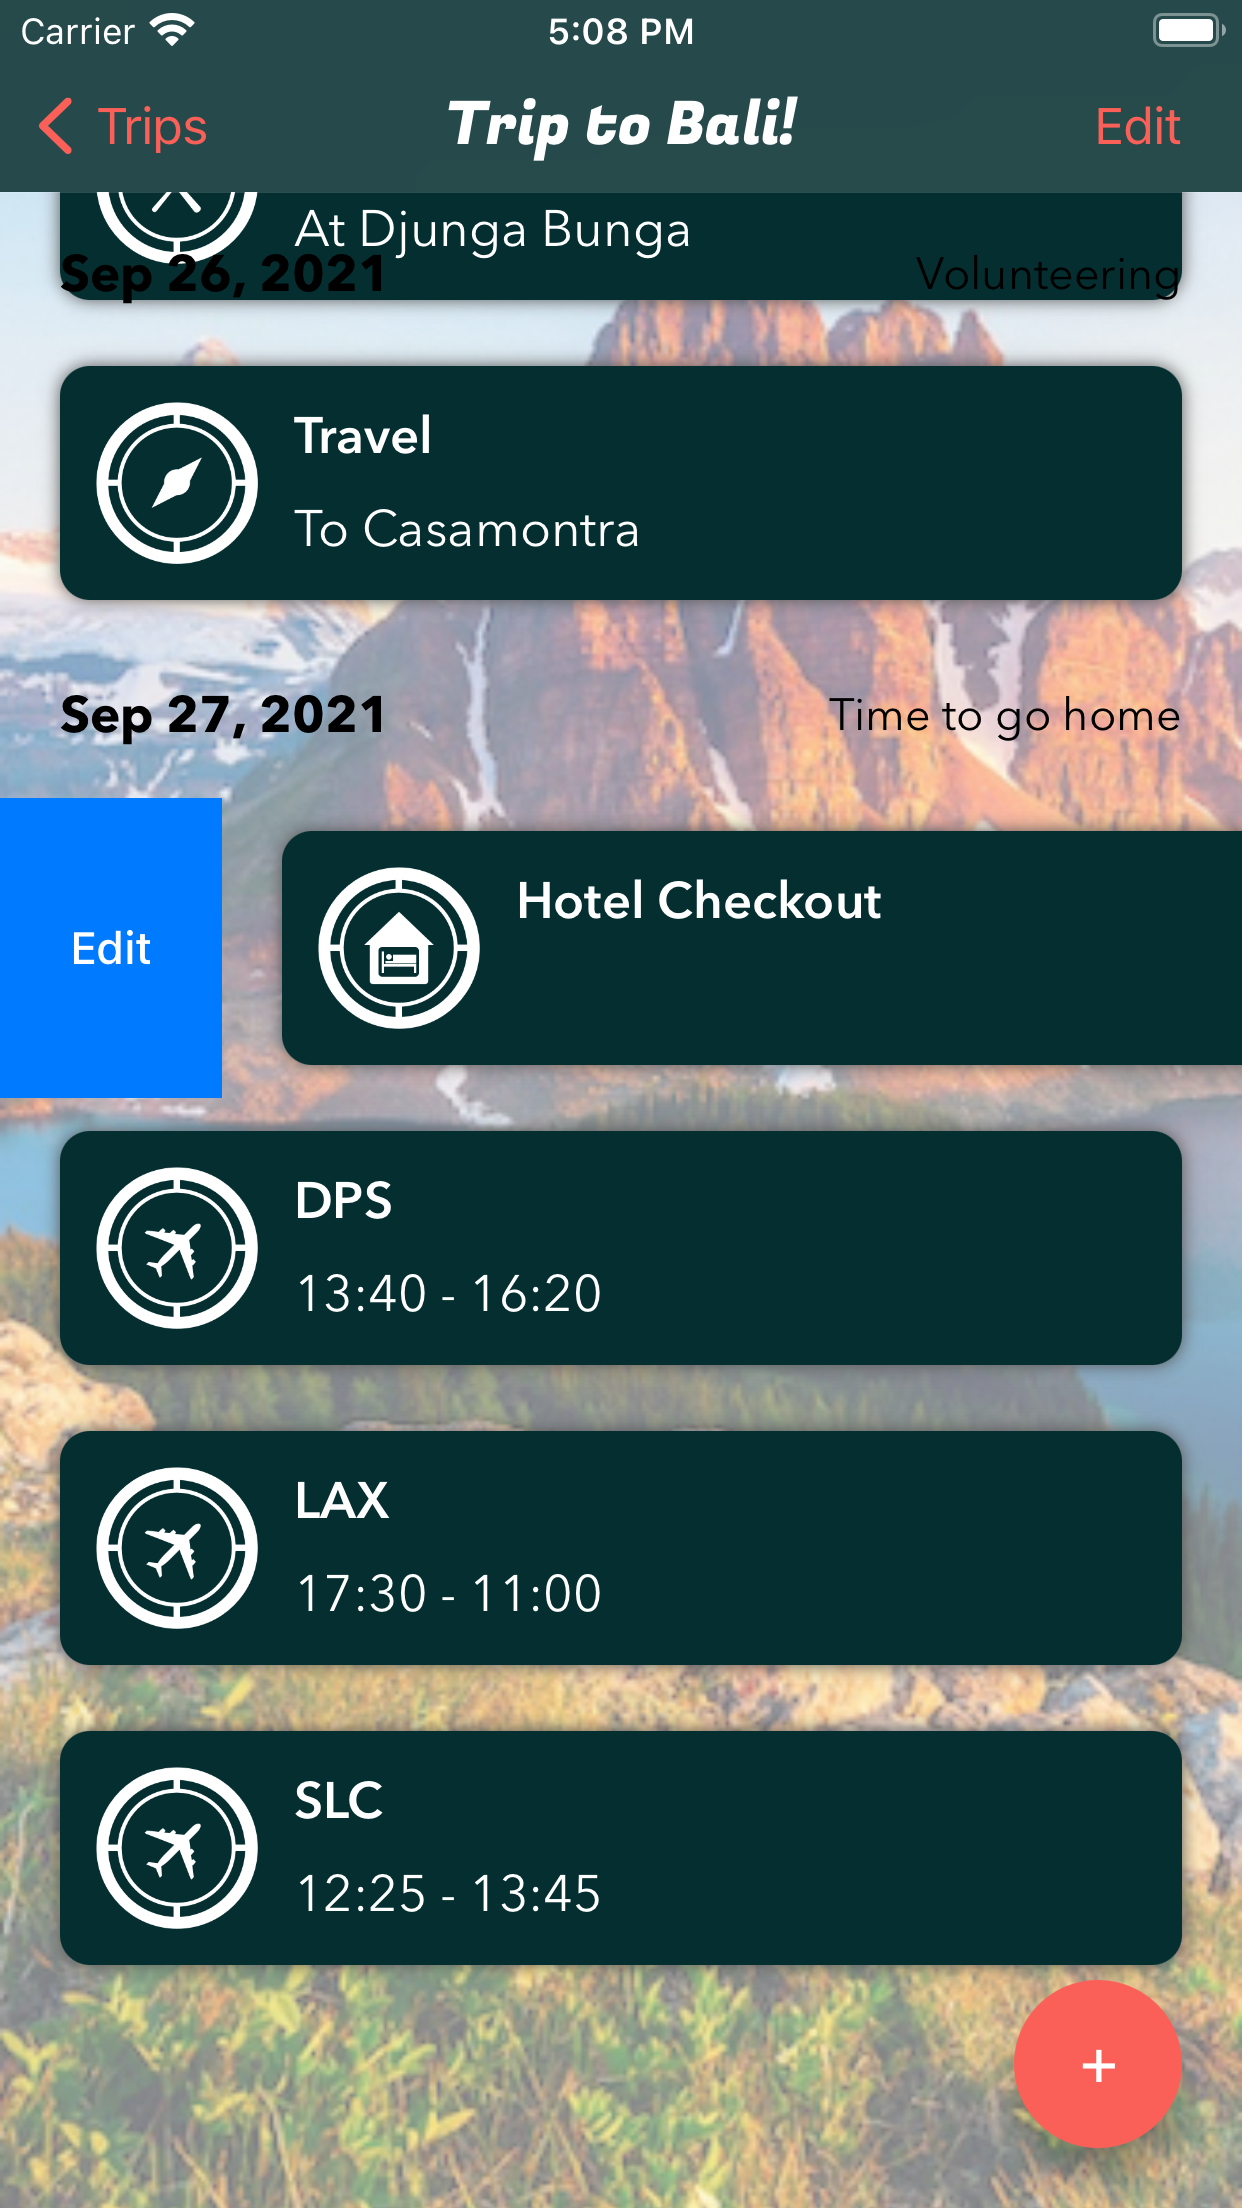 Carrier
5:08 PM
Trips
Trip to Bali!
Edit
At Djunga Bunga
Sep 26, 2021
Volunteering
Travel
To Casamontra
Sep 27, 2021
Time to go home
Edit
Hotel Checkout
DPS
13:40 - 16:20
LAX
17:30 - 11:00
SLC
12:25 - 13:45
+